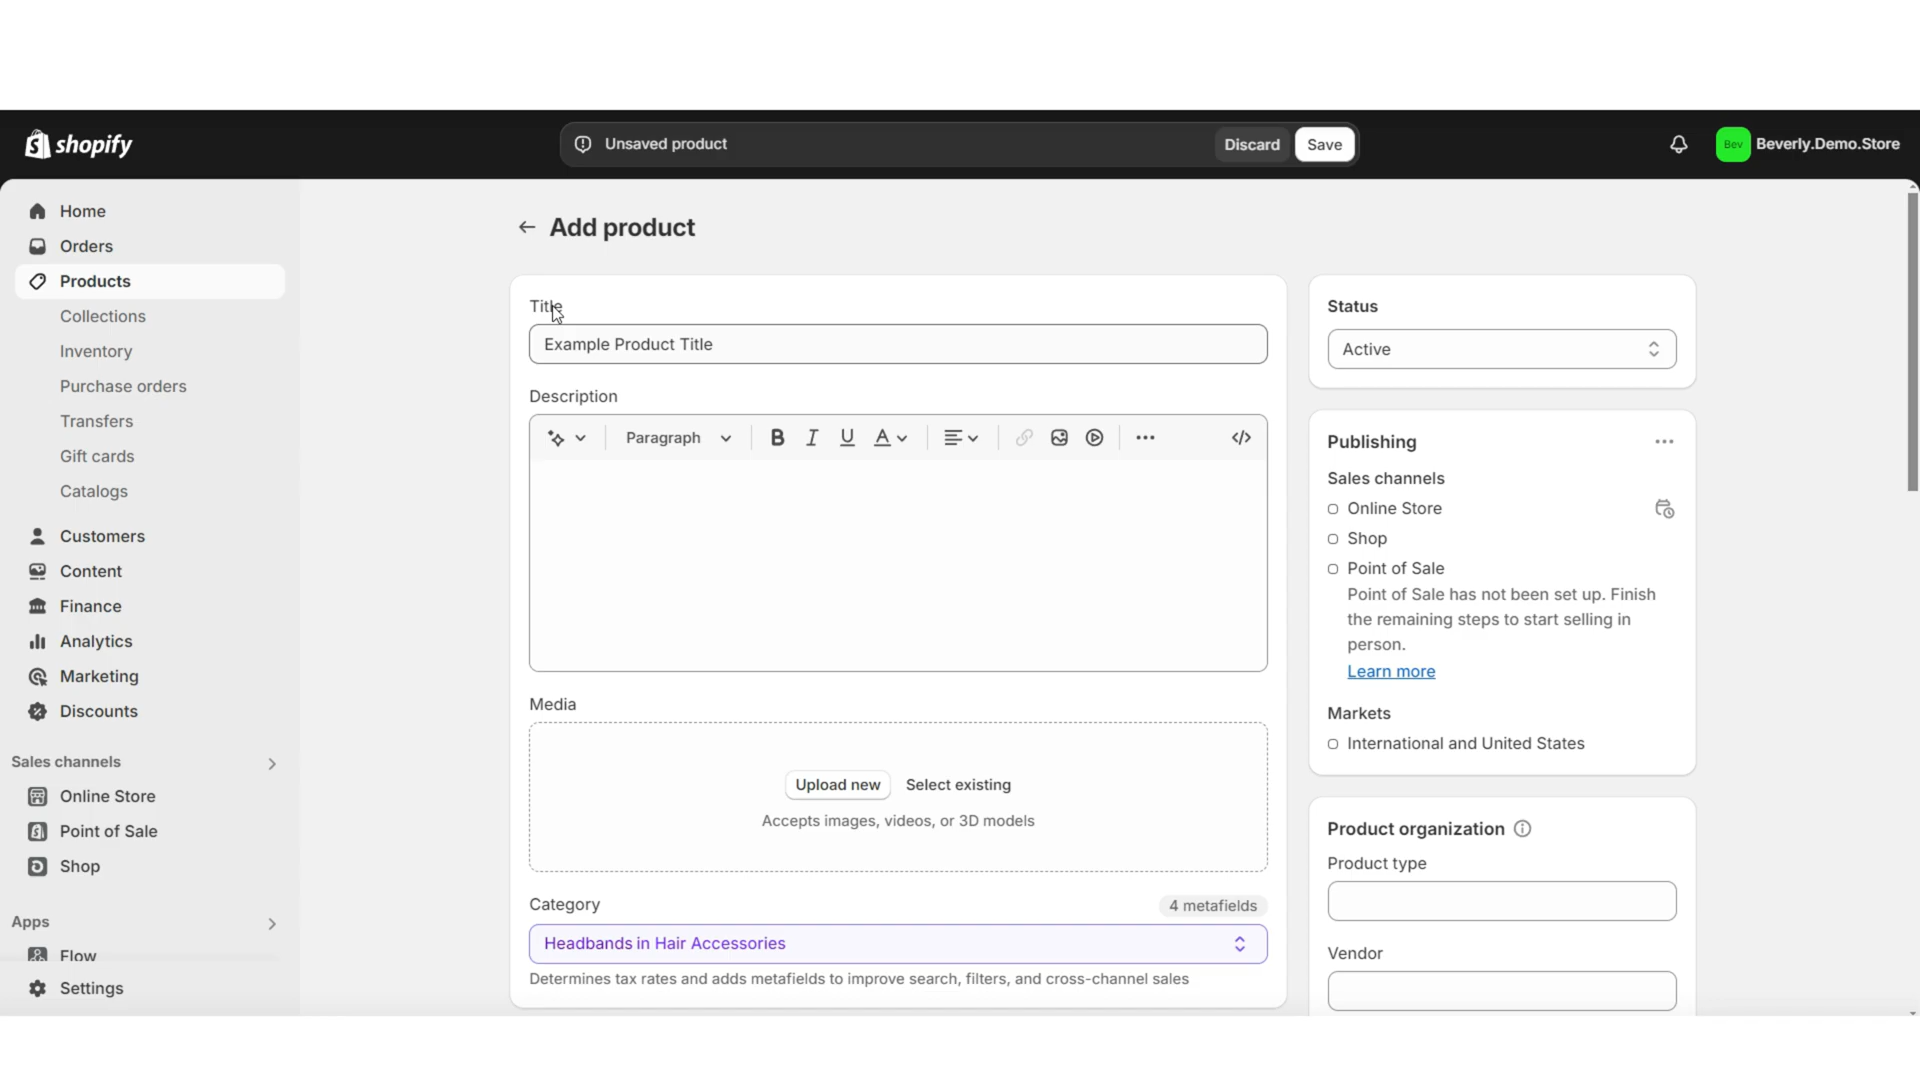 shopify
Unsaved product
Discard
Save
Bev
Beverly.Demo.Store
Home
Orders
Products
Collections
Inventory
Purchase orders
Transfers
Gift cards
Catalogs
Customers
Content
Finance
Analytics
Marketing
Discounts
Sales channels
Online Store
Point of Sale
Shop
Apps
Flow
Settings
Add product
Title
Example Product Title
Description
Paragraph
B I U A
Media
Upload new
Select existing
Accepts images, videos, or 3D models
Category
4 metafields
Headbands in Hair Accessories
Determines tax rates and adds metafields to improve search, filters, and cross-channel sales
Status
Active
Publishing
Sales channels
Online Store
Shop
Point of Sale
Point of Sale has not been set up. Finish
the remaining steps to start selling in
person.
Learn more
Markets
International and United States
Product organization
Product type
Vendor